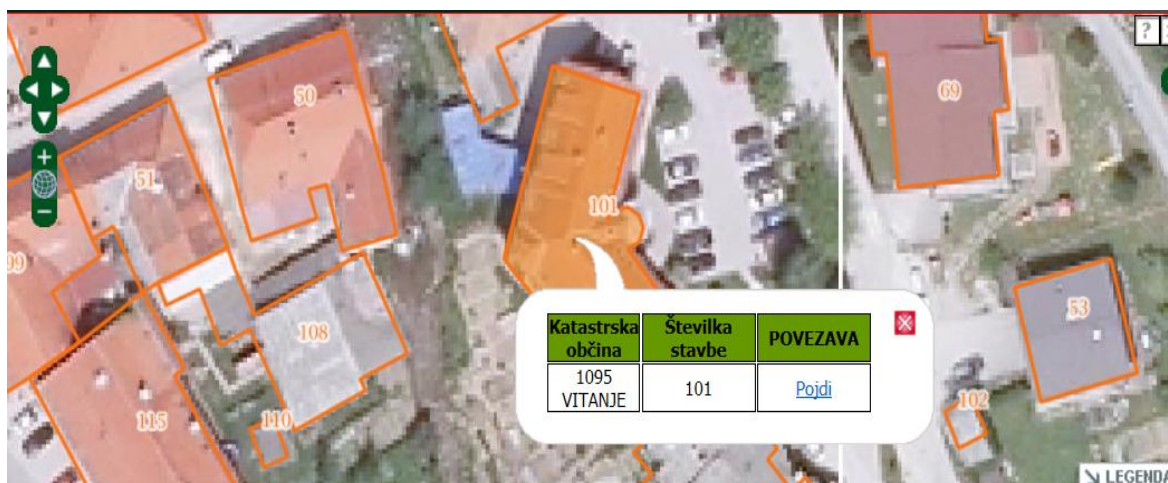 ?
50
69
51
101
09
108
53
115
110
102
Katastrska občina
Številka stavbe
POVEZAVA
1095 VITANJE
101
Pojdi
LEGENDA